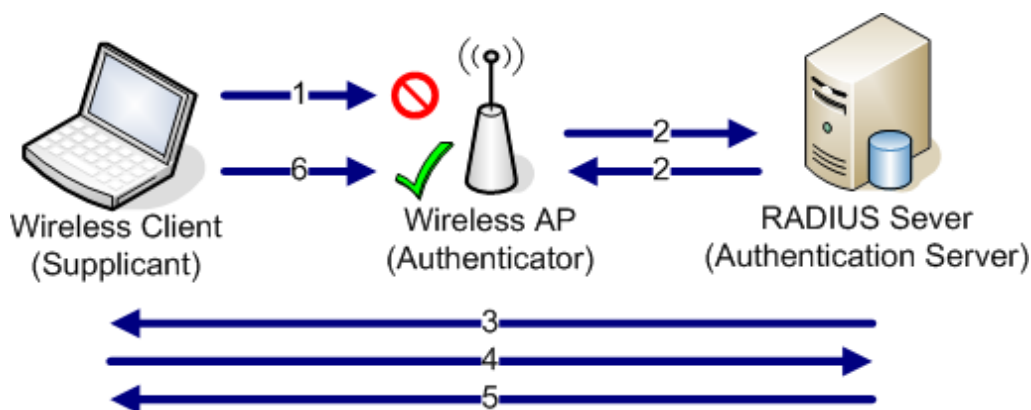 1
2
6
2
Wireless Client
(Supplicant)
Wireless AP
(Authenticator)
RADIUS Sever
(Authentication Server)
3
4
5